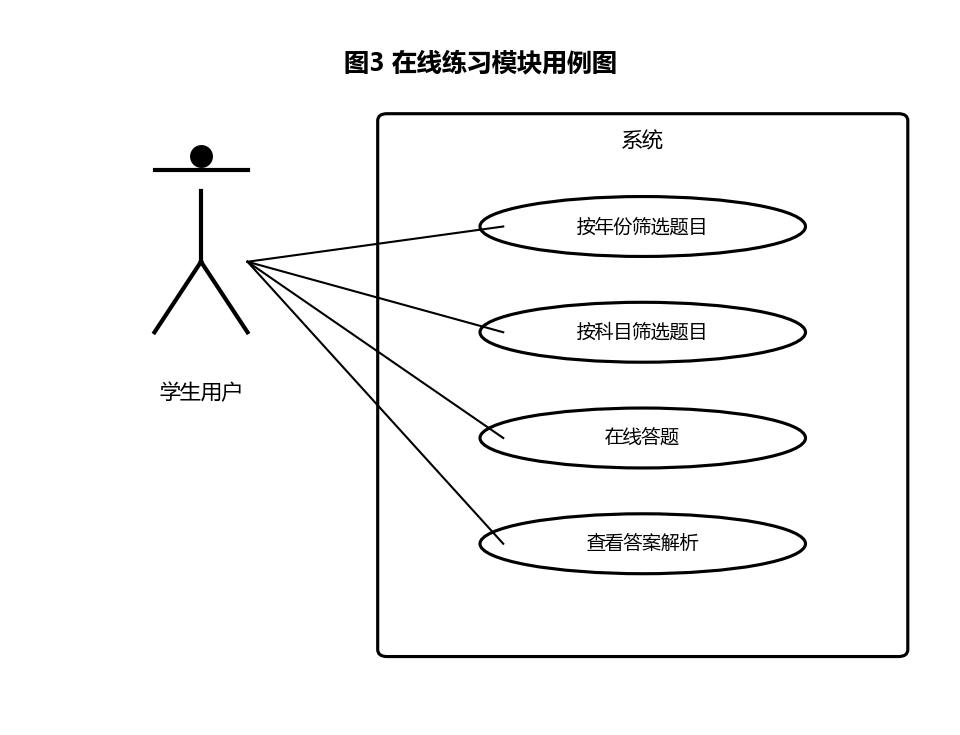 图3 在线练习模块用例图
系统
按年份筛选题目
按科目筛选题目
学生用户
在线答题
查看答案解析